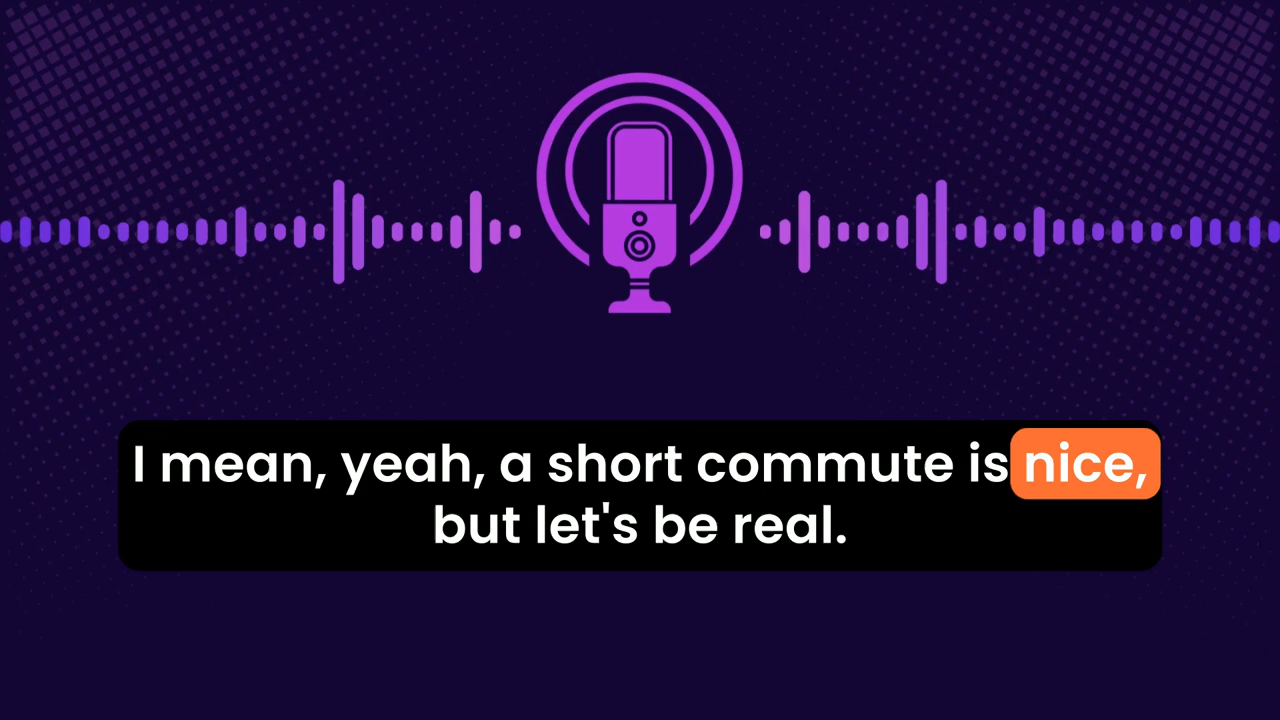 I mean, yeah, a short commute is nice,
but let's be real.